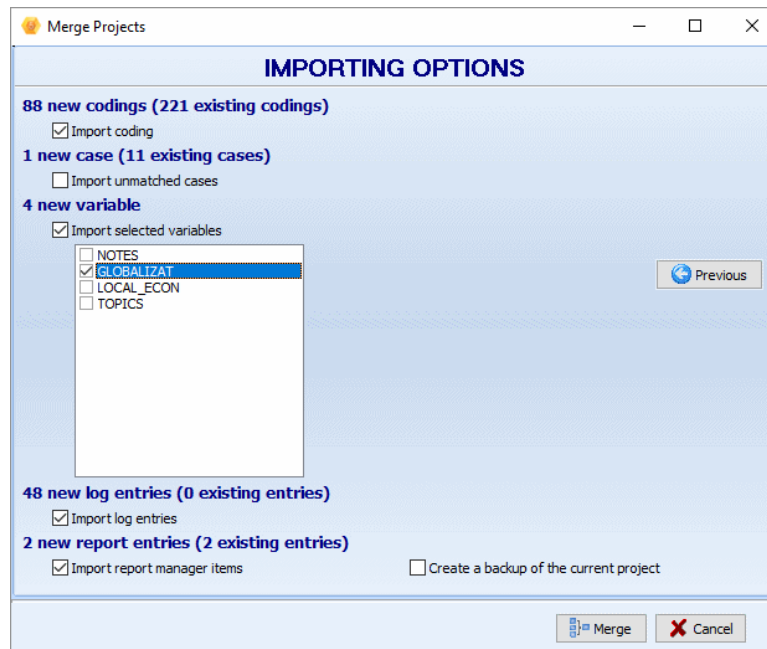 Merge Projects
IMPORTING OPTIONS
88 new codings (221 existing codings)
Import coding
1 new case (11 existing cases)
Import unmatched cases
4 new variable
Import selected variables
NOTES
GLOBALIZAT
LOCAL_ECON
TOPICS
Previous
48 new log entries (0 existing entries)
Import log entries
2 new report entries (2 existing entries)
Import report manager items Create a backup of the current project
Merge Cancel